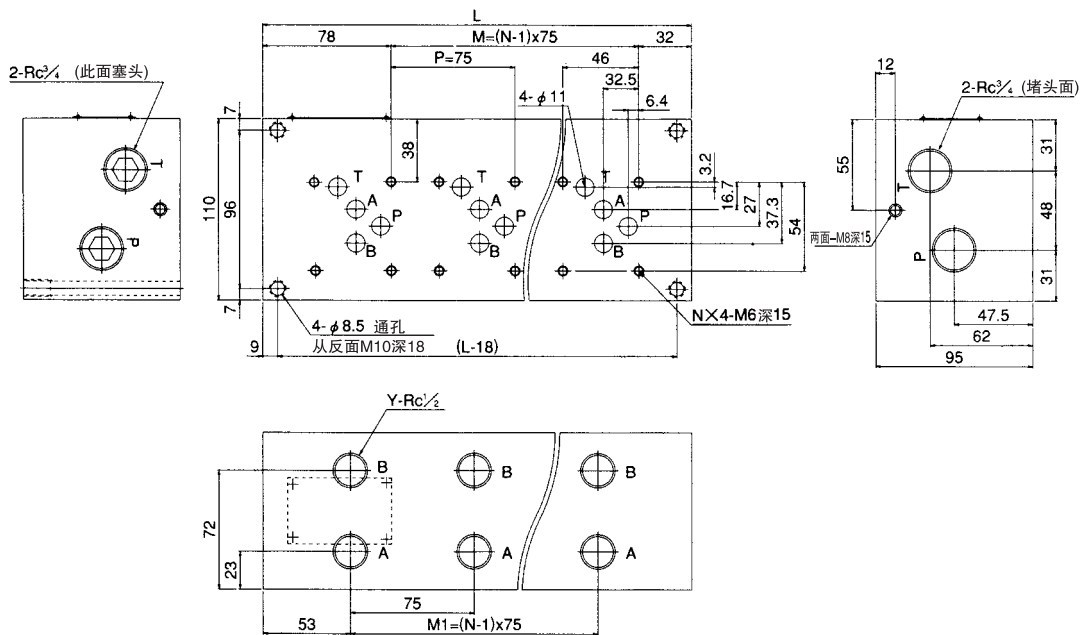 L
78
M=(N-1)x75
32
P=75
46
32.5
6.4
4-φ11
2-Rc¾ (此面塞头)
T
P
7
110
96
7
38
T
A
P
B
T
A
P
B
T
A
P
B
3.2
16.7
27
37.3
54
4-φ8.5 通孔
从反面M10深18
N×4-M6深15
9
(L-18)
12
2-Rc¾ (堵头面)
55
T
P
两面-M8深15
31
48
31
47.5
62
95
Y-Rc½
B
B
B
A
A
A
72
23
75
53
M1=(N-1)x75